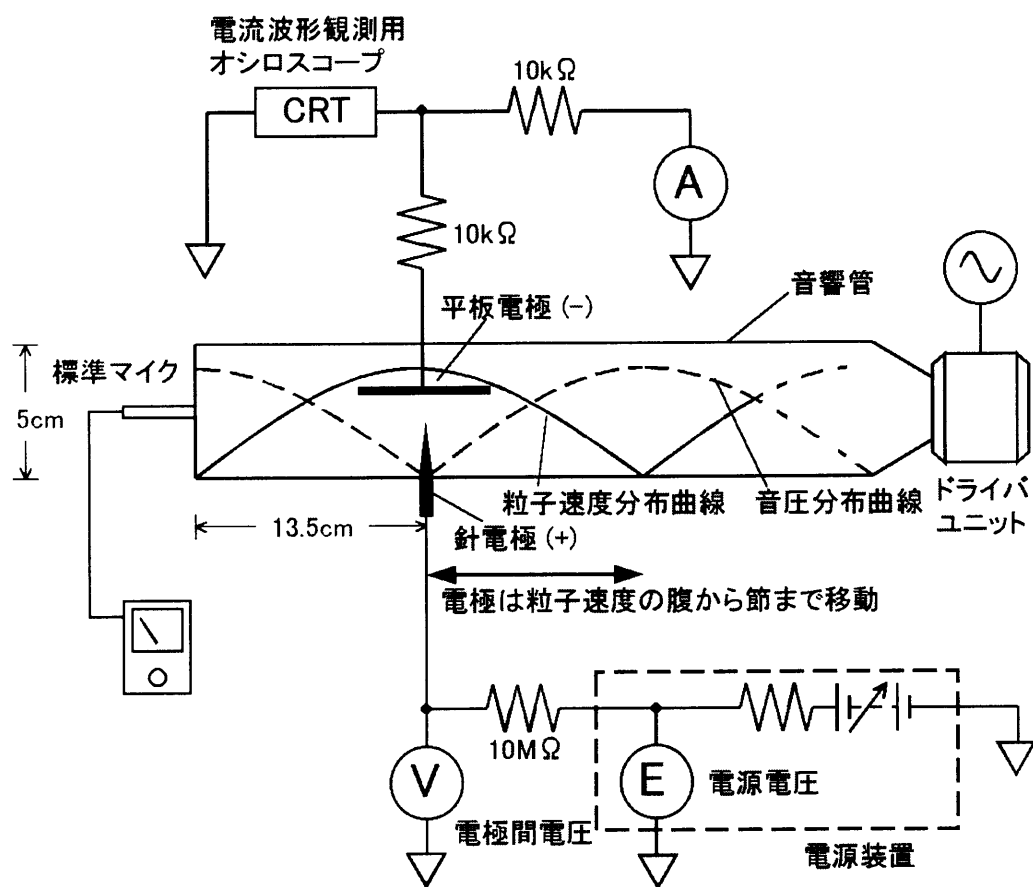 電流波形観測用
オシロスコープ
CRT
10kΩ
A
10kΩ
音響管
平板電極(−)
標準マイク
5cm
13.5cm
粒子速度分布曲線
音圧分布曲線
ドライバ
ユニット
針電極(+)
電極は粒子速度の腹から節まで移動
10MΩ
V
E
電源電圧
電極間電圧
電源装置